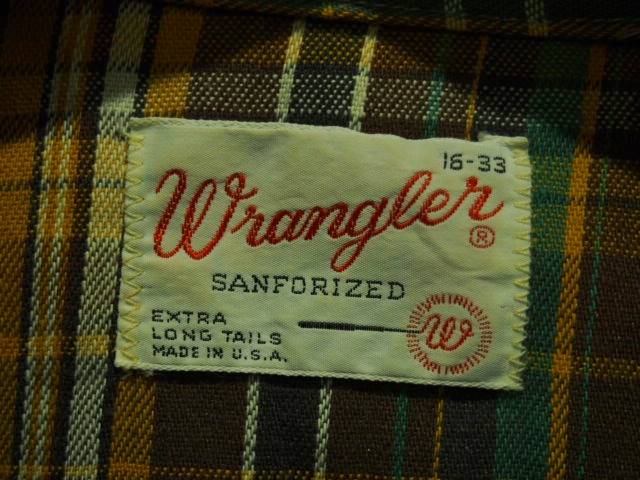 16-33
Wrangler
®
SANFORIZED
EXTRA
LONG TAILS
MADE IN U.S.A.
W